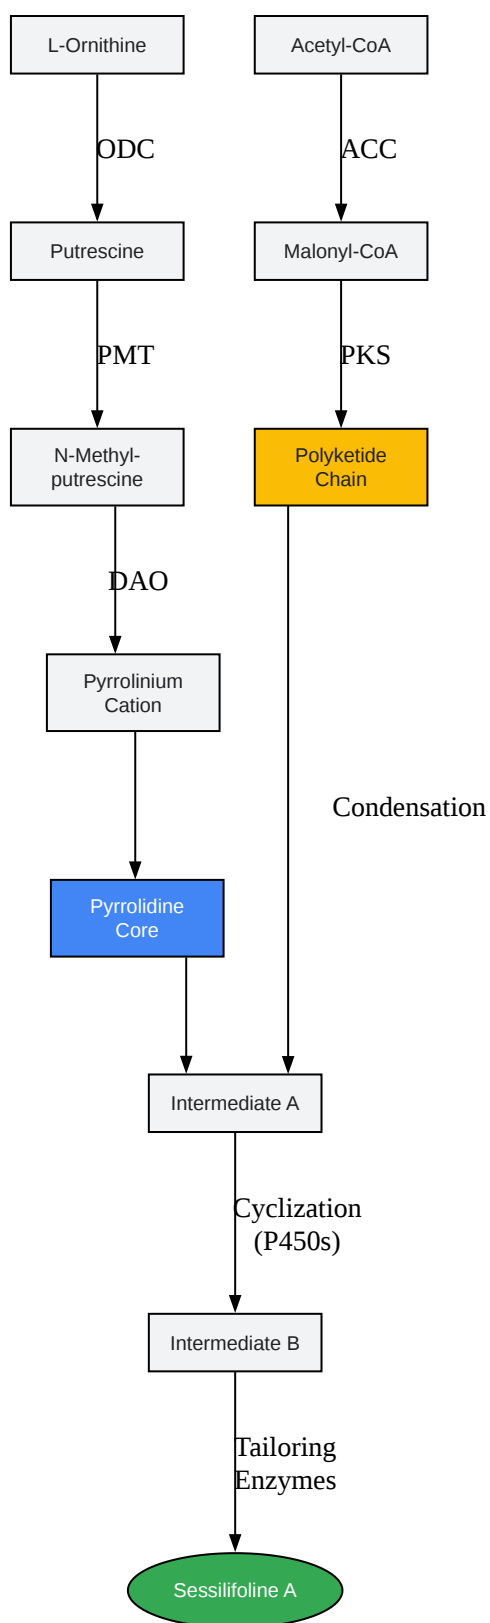 L-Ornithine
Acetyl-CoA
ODC
ACC
Putrescine
Malonyl-CoA
PMT
PKS
N-Methyl-
putrescine
Polyketide
Chain
DAO
Pyrrolinium
Cation
Condensation
Pyrrolidine
Core
Intermediate A
Cyclization
(P450s)
Intermediate B
Tailoring
Enzymes
Sessilifoline A